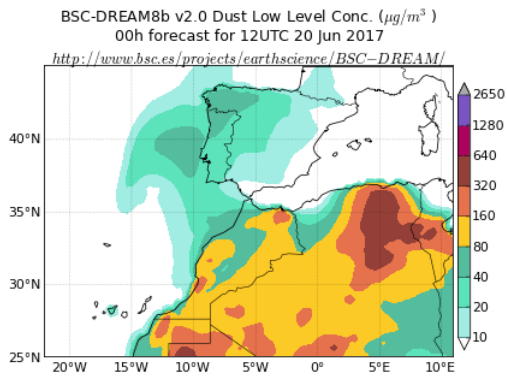 BSC-DREAM8b v2.0 Dust Low Level Conc. (μg/m³ )
00h forecast for 12UTC 20 Jun 2017
http://www.bsc.es/projects/earthscience/BSC−DREAM/
2650
1280
640
320
160
80
40
20
10
40°N
35°N
30°N
25°N
20°W
15°W
10°W
5°W
0°
5°E
10°E